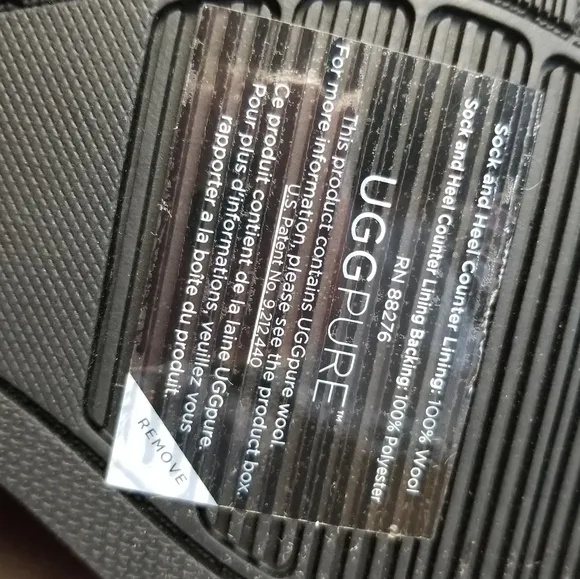 Sock and Heel Counter Lining: 100% Wool
Sock and Heel Counter Lining Backing: 100% Polyester
RN 88276
UGGPURE™
This product contains UGGpure wool.
For more information, please see the product box.
U.S. Patent No. 9,212,440
Ce produit contient de la laine UGGpure.
Pour plus d'informations, veuillez vous
rapporter a la boîte du produit.
REMOVE